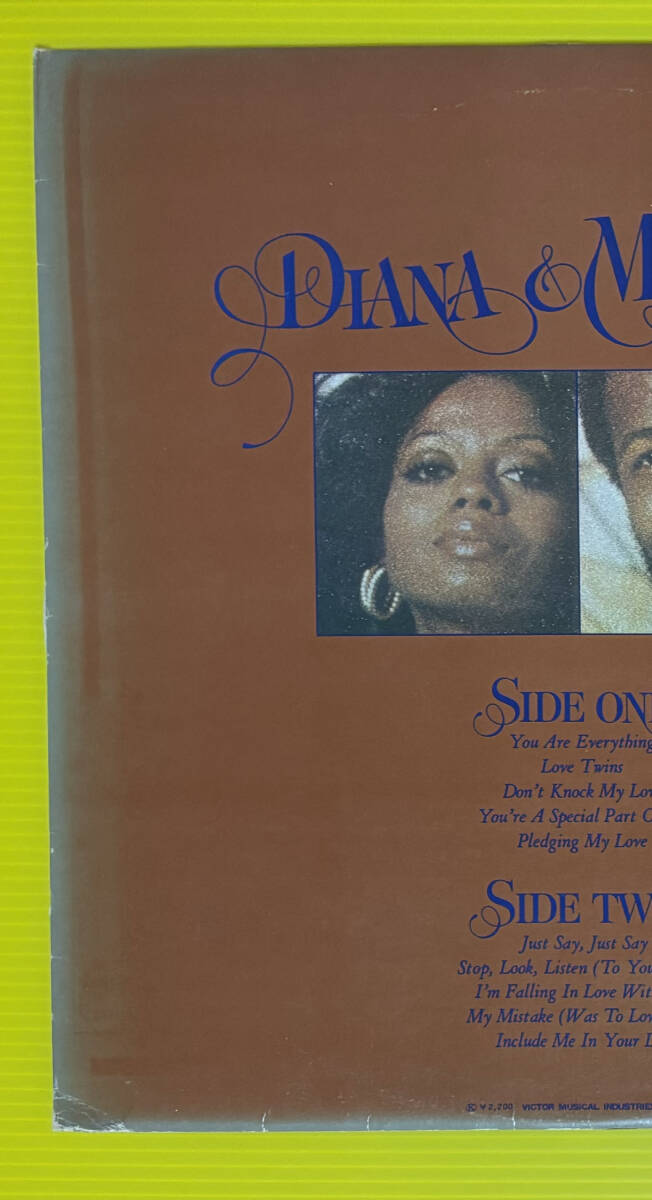 DIANA & M
SIDE ON
You Are Everything
Love Twins
Don't Knock My Lov
You're A Special Part O
Pledging My Love
SIDE TW
Just Say, Just Say
Stop, Look, Listen (To You
I'm Falling In Love Wit
My Mistake (Was To Lov
Include Me In Your L
Ⓚ ¥2,200 VICTOR MUSICAL INDUSTRIES